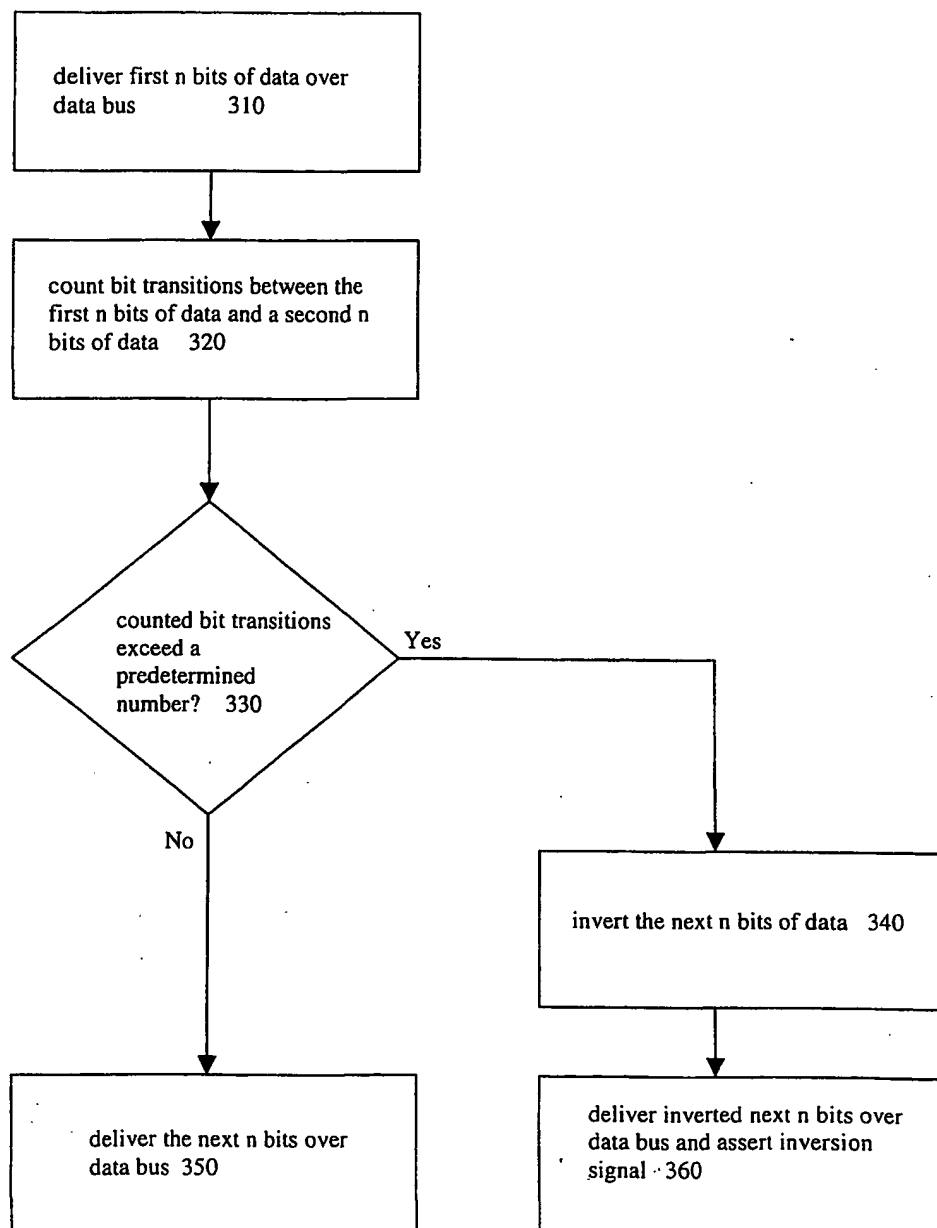 deliver first n bits of data over
data bus 310
count bit transitions between the
first n bits of data and a second n
bits of data 320
counted bit transitions
exceed a
predetermined
number? 330
Yes
No
invert the next n bits of data 340
deliver the next n bits over
data bus 350
deliver inverted next n bits over
data bus and assert inversion
signal 360